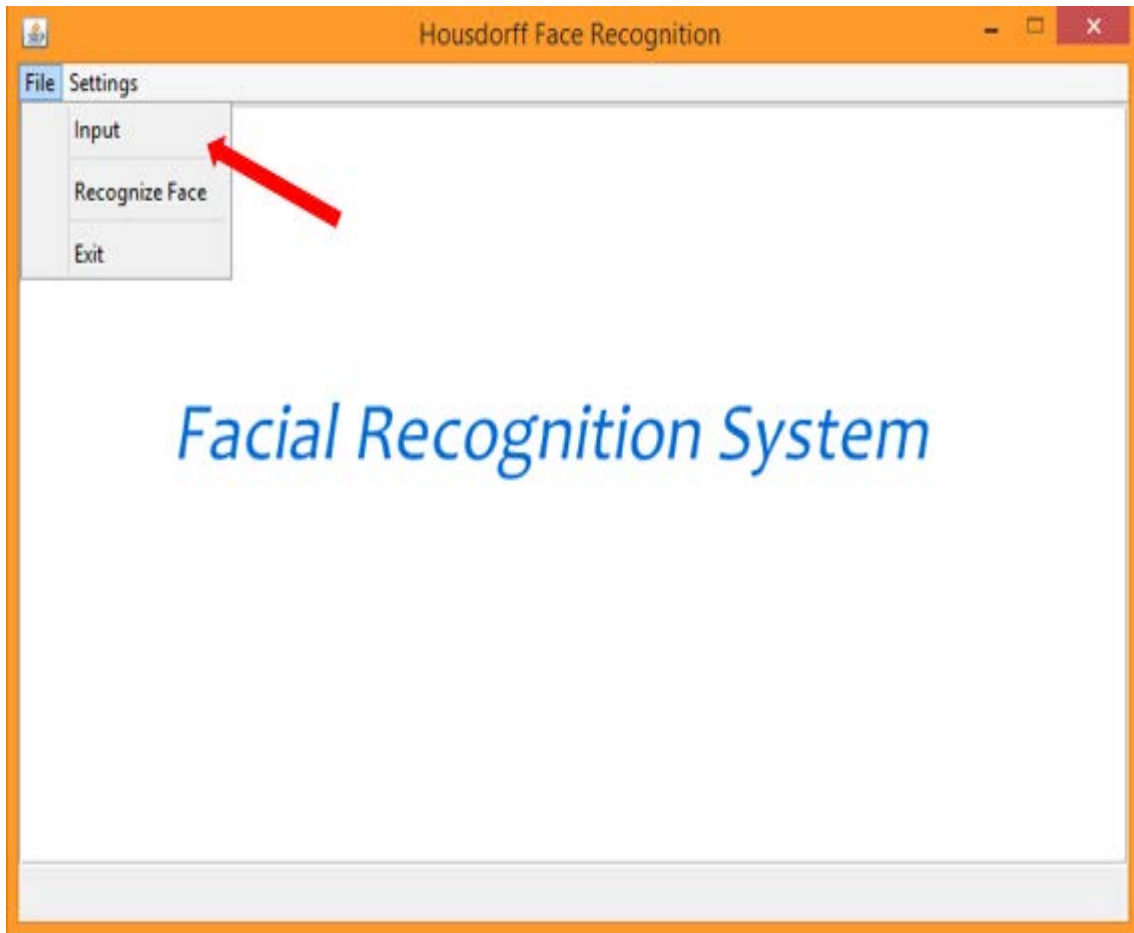 Housdorff Face Recognition
File Settings
Input
Recognize Face
Exit
Facial Recognition System